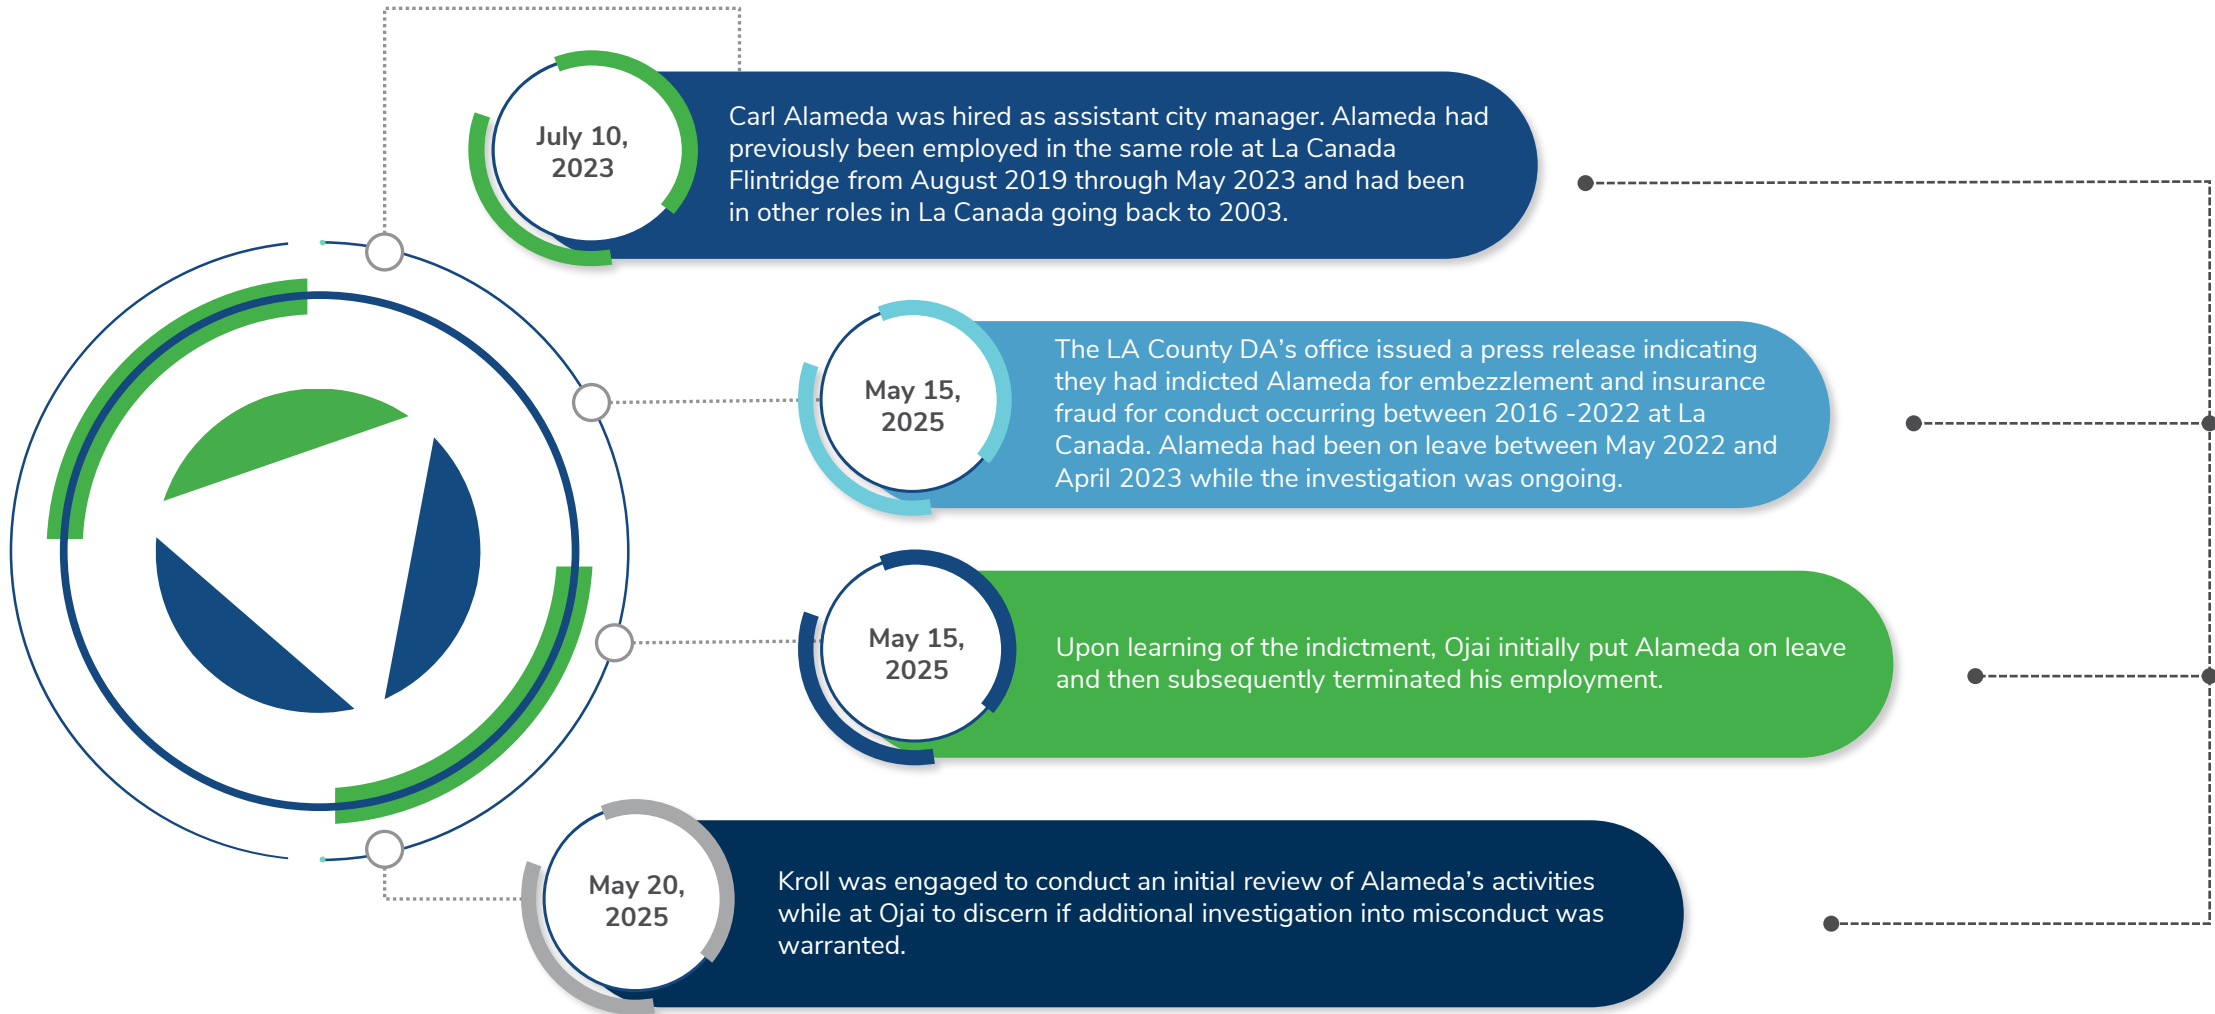 July 10,
2023
Carl Alameda was hired as assistant city manager. Alameda had
previously been employed in the same role at La Canada
Flintridge from August 2019 through May 2023 and had been
in other roles in La Canada going back to 2003.
May 15,
2025
The LA County DA’s office issued a press release indicating
they had indicted Alameda for embezzlement and insurance
fraud for conduct occurring between 2016 -2022 at La
Canada. Alameda had been on leave between May 2022 and
April 2023 while the investigation was ongoing.
May 15,
2025
Upon learning of the indictment, Ojai initially put Alameda on leave
and then subsequently terminated his employment.
May 20,
2025
Kroll was engaged to conduct an initial review of Alameda’s activities
while at Ojai to discern if additional investigation into misconduct was
warranted.